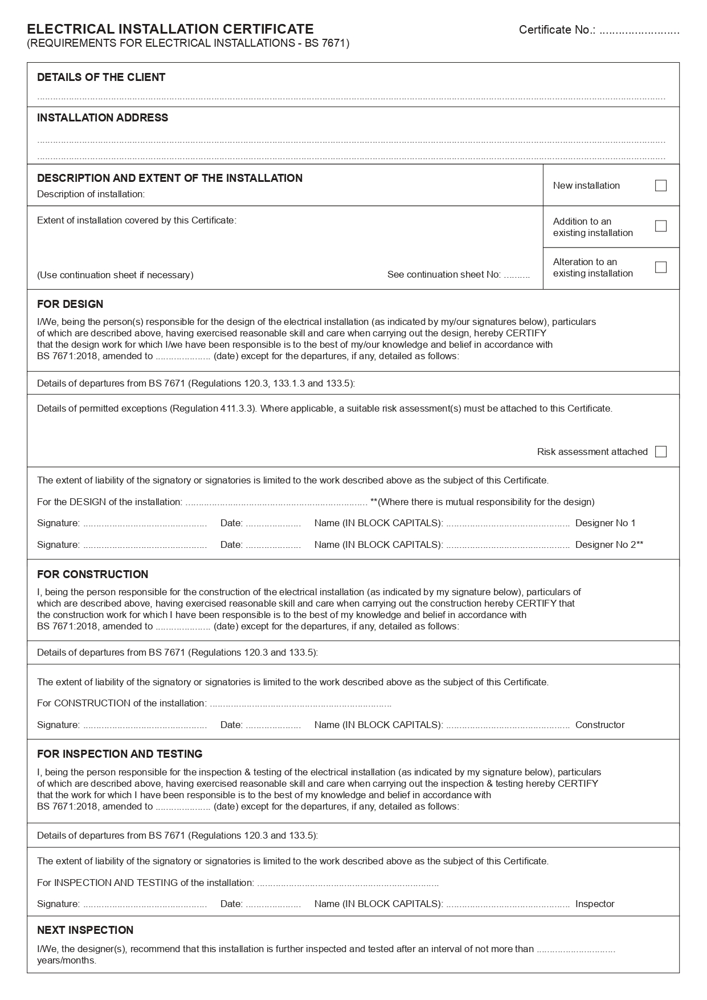 ELECTRICAL INSTALLATION CERTIFICATE
Certificate No.: .........................
(REQUIREMENTS FOR ELECTRICAL INSTALLATIONS - BS 7671)
DETAILS OF THE CLIENT
INSTALLATION ADDRESS
DESCRIPTION AND EXTENT OF THE INSTALLATION
Description of installation:
New installation
Extent of installation covered by this Certificate:
Addition to an
existing installation
(Use continuation sheet if necessary)
See continuation sheet No: ..........
Alteration to an
existing installation
FOR DESIGN
I/We, being the person(s) responsible for the design of the electrical installation (as indicated by my/our signatures below), particulars
of which are described above, having exercised reasonable skill and care when carrying out the design, hereby CERTIFY
that the design work for which I/we have been responsible is to the best of my/our knowledge and belief in accordance with
BS 7671:2018, amended to ..................... (date) except for the departures, if any, detailed as follows:
Details of departures from BS 7671 (Regulations 120.3, 133.1.3 and 133.5):
Details of permitted exceptions (Regulation 411.3.3). Where applicable, a suitable risk assessment(s) must be attached to this Certificate.
Risk assessment attached
The extent of liability of the signatory or signatories is limited to the work described above as the subject of this Certificate.
For the DESIGN of the installation: ..................................................................... **(Where there is mutual responsibility for the design)
Signature: ............................................... Date: ..................... Name (IN BLOCK CAPITALS): ............................................... Designer No 1
Signature: ............................................... Date: ..................... Name (IN BLOCK CAPITALS): ............................................... Designer No 2**
FOR CONSTRUCTION
I, being the person responsible for the construction of the electrical installation (as indicated by my signature below), particulars of
which are described above, having exercised reasonable skill and care when carrying out the construction hereby CERTIFY that
the construction work for which I have been responsible is to the best of my knowledge and belief in accordance with
BS 7671:2018, amended to ..................... (date) except for the departures, if any, detailed as follows:
Details of departures from BS 7671 (Regulations 120.3 and 133.5):
The extent of liability of the signatory or signatories is limited to the work described above as the subject of this Certificate.
For CONSTRUCTION of the installation: .....................................................................
Signature: ............................................... Date: ..................... Name (IN BLOCK CAPITALS): ............................................... Constructor
FOR INSPECTION AND TESTING
I, being the person responsible for the inspection & testing of the electrical installation (as indicated by my signature below), particulars
of which are described above, having exercised reasonable skill and care when carrying out the inspection & testing hereby CERTIFY
that the work for which I have been responsible is to the best of my knowledge and belief in accordance with
BS 7671:2018, amended to ..................... (date) except for the departures, if any, detailed as follows:
Details of departures from BS 7671 (Regulations 120.3 and 133.5):
The extent of liability of the signatory or signatories is limited to the work described above as the subject of this Certificate.
For INSPECTION AND TESTING of the installation: .....................................................................
Signature: ............................................... Date: ..................... Name (IN BLOCK CAPITALS): ............................................... Inspector
NEXT INSPECTION
I/We, the designer(s), recommend that this installation is further inspected and tested after an interval of not more than ..............................
years/months.